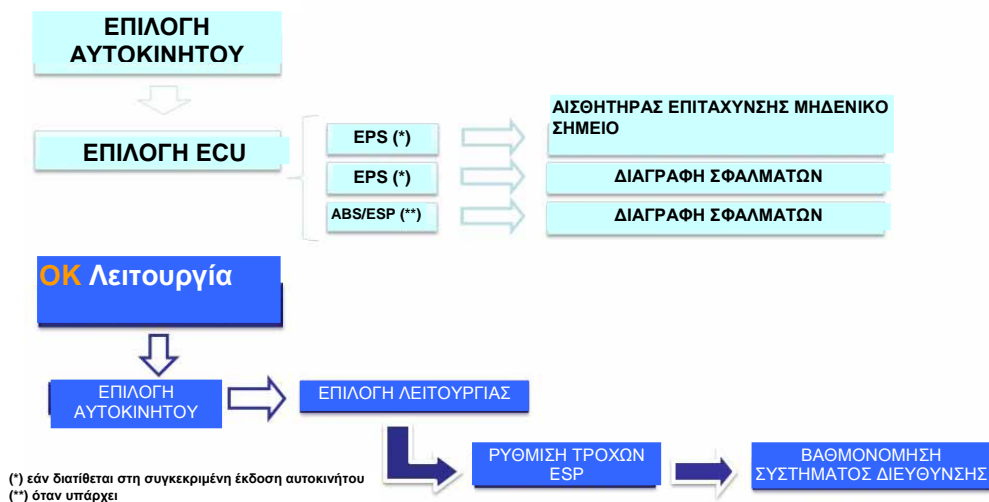 ΕΠΙΛΟΓΗ
ΑΥΤΟΚΙΝΗΤΟΥ
ΕΠΙΛΟΓΗ ECU
EPS (*)
ΑΙΣΘΗΤΗΡΑΣ ΕΠΙΤΑΧΥΝΣΗΣ ΜΗΔΕΝΙΚΟ
ΣΗΜΕΙΟ
EPS (*)
ΔΙΑΓΡΑΦΗ ΣΦΑΛΜΑΤΩΝ
ABS/ESP (**)
ΔΙΑΓΡΑΦΗ ΣΦΑΛΜΑΤΩΝ
OK Λειτουργία
ΕΠΙΛΟΓΗ
ΑΥΤΟΚΙΝΗΤΟΥ
ΕΠΙΛΟΓΗ ΛΕΙΤΟΥΡΓΙΑΣ
ΡΥΘΜΙΣΗ ΤΡΟΧΩΝ
ESP
ΒΑΘΜΟΝΟΜΗΣΗ
ΣΥΣΤΗΜΑΤΟΣ ΔΙΕΥΘΥΝΣΗΣ
(*) εάν διατίθεται στη συγκεκριμένη έκδοση αυτοκινήτου
(**) όταν υπάρχει